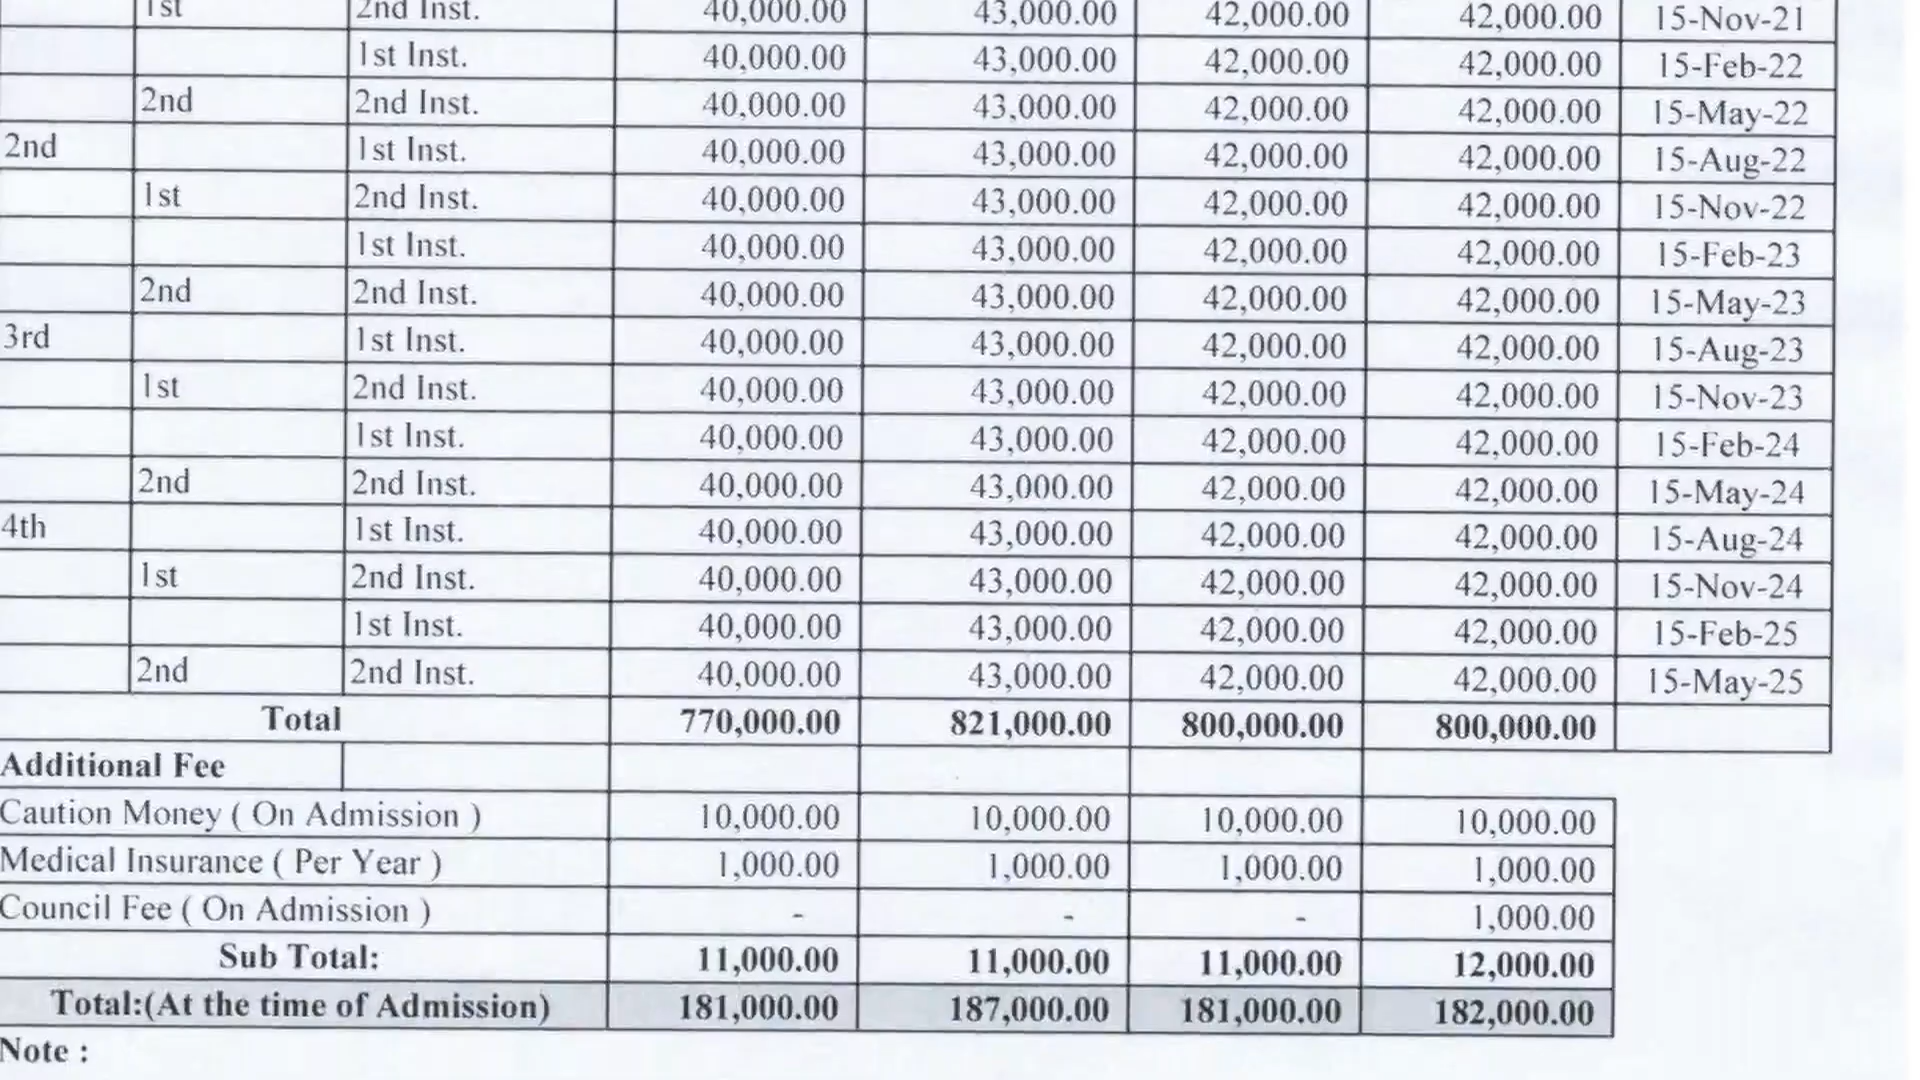 1st 2nd Inst. 40,000.00 43,000.00 42,000.00 42,000.00 15-Nov-21
1st Inst. 40,000.00 43,000.00 42,000.00 42,000.00 15-Feb-22
2nd 2nd Inst. 40,000.00 43,000.00 42,000.00 42,000.00 15-May-22
2nd 1st Inst. 40,000.00 43,000.00 42,000.00 42,000.00 15-Aug-22
1st 2nd Inst. 40,000.00 43,000.00 42,000.00 42,000.00 15-Nov-22
1st Inst. 40,000.00 43,000.00 42,000.00 42,000.00 15-Feb-23
2nd 2nd Inst. 40,000.00 43,000.00 42,000.00 42,000.00 15-May-23
3rd 1st Inst. 40,000.00 43,000.00 42,000.00 42,000.00 15-Aug-23
1st 2nd Inst. 40,000.00 43,000.00 42,000.00 42,000.00 15-Nov-23
1st Inst. 40,000.00 43,000.00 42,000.00 42,000.00 15-Feb-24
2nd 2nd Inst. 40,000.00 43,000.00 42,000.00 42,000.00 15-May-24
4th 1st Inst. 40,000.00 43,000.00 42,000.00 42,000.00 15-Aug-24
1st 2nd Inst. 40,000.00 43,000.00 42,000.00 42,000.00 15-Nov-24
1st Inst. 40,000.00 43,000.00 42,000.00 42,000.00 15-Feb-25
2nd 2nd Inst. 40,000.00 43,000.00 42,000.00 42,000.00 15-May-25
Total 770,000.00 821,000.00 800,000.00 800,000.00
Additional Fee
Caution Money ( On Admission ) 10,000.00 10,000.00 10,000.00 10,000.00
Medical Insurance ( Per Year ) 1,000.00 1,000.00 1,000.00 1,000.00
Council Fee ( On Admission ) - - - 1,000.00
Sub Total: 11,000.00 11,000.00 11,000.00 12,000.00
Total:(At the time of Admission) 181,000.00 187,000.00 181,000.00 182,000.00
Note :